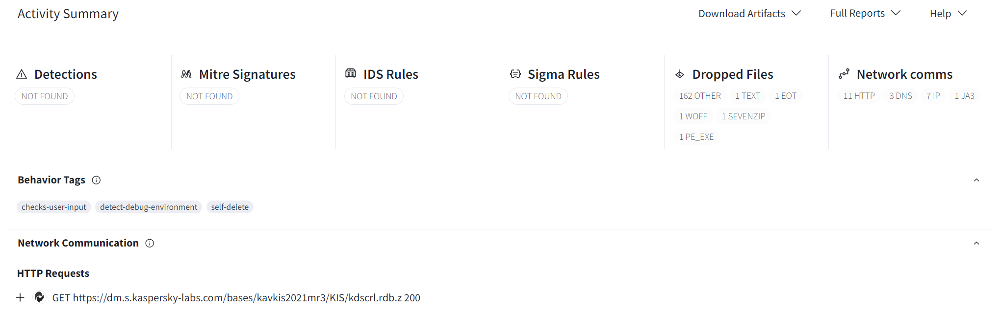 Activity Summary
Download Artifacts
Full Reports
Help
Detections
NOT FOUND
Mitre Signatures
NOT FOUND
IDS Rules
NOT FOUND
Sigma Rules
NOT FOUND
Dropped Files
162 OTHER 1 TEXT 1 EOT
1 WOFF 1 SEVENZIP
1 PE_EXE
Network comms
11 HTTP 3 DNS 7 IP 1 JA3
Behavior Tags
checks-user-input detect-debug-environment self-delete
Network Communication
HTTP Requests
GET https://dm.s.kaspersky-labs.com/bases/kavkis2021mr3/KIS/kdscrl.rdb.z 200